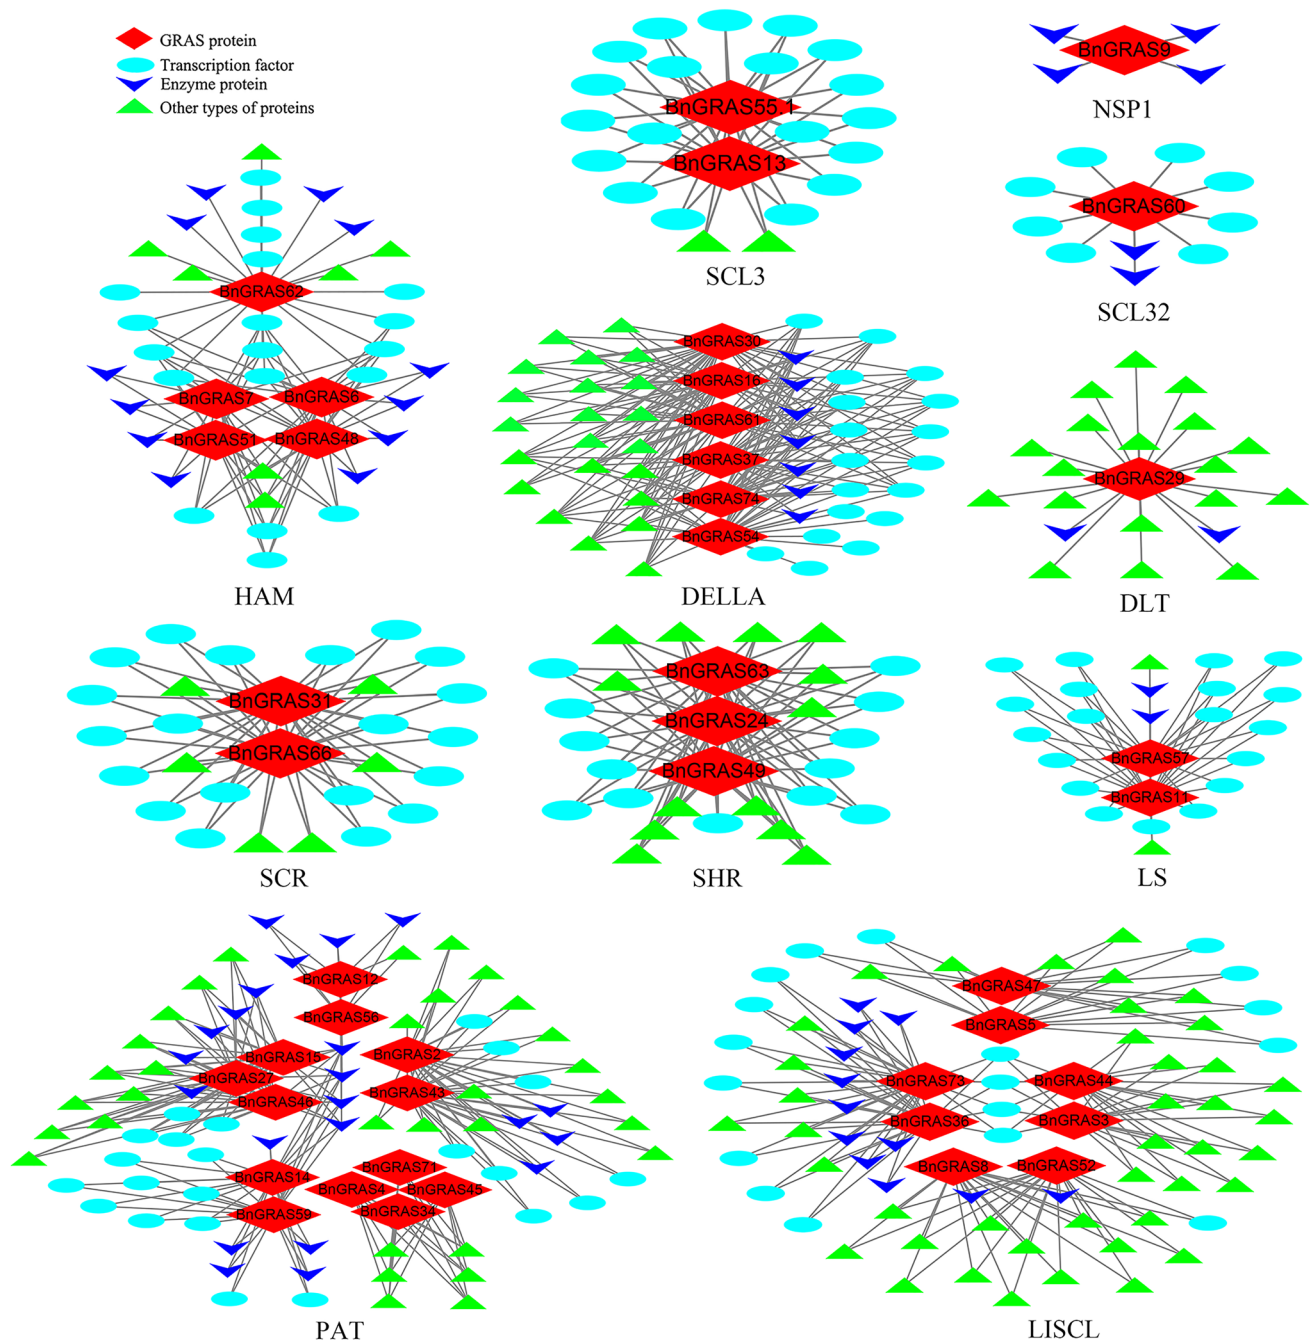 GRAS protein
Transcription factor
Enzyme protein
Other types of proteins
BnGRAS55.1
BnGRAS13
SCL3
BnGRAS9
NSP1
BnGRAS60
SCL32
BnGRAS62
BnGRAS7
BnGRAS6
BnGRAS51
BnGRAS48
HAM
BnGRAS30
BnGRAS16
BnGRAS61
BnGRAS37
BnGRAS74
BnGRAS54
DELLA
BnGRAS29
DLT
BnGRAS31
BnGRAS66
SCR
BnGRAS63
BnGRAS24
BnGRAS49
SHR
BnGRAS57
BnGRAS11
LS
BnGRAS12
BnGRAS56
BnGRAS15
BnGRAS27
BnGRAS46
BnGRAS2
BnGRAS43
BnGRAS14
BnGRAS59
BnGRAS71
BnGRAS4
BnGRAS45
BnGRAS34
PAT
BnGRAS47
BnGRAS5
BnGRAS73
BnGRAS36
BnGRAS44
BnGRAS3
BnGRAS8
BnGRAS52
LISCL